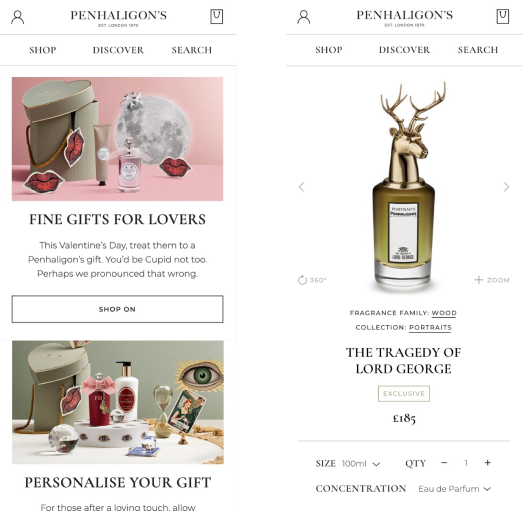 PENHALIGON'S
EST. LONDON 1870
SHOP DISCOVER SEARCH
FINE GIFTS FOR LOVERS
This Valentine's Day, treat them to a
Penhaligon's gift. You'd be Cupid not too.
Perhaps we pronounced that wrong.
SHOP ON
PERSONALISE YOUR GIFT
For those after a loving touch, allow
PENHALIGON'S
EST. LONDON 1870
SHOP DISCOVER SEARCH
PORTRAITS
PENHALIGON'S
LORD GEORGE
360°
ZOOM
FRAGRANCE FAMILY: WOOD
COLLECTION: PORTRAITS
THE TRAGEDY OF
LORD GEORGE
EXCLUSIVE
£185
SIZE 100ml QTY − 1 +
CONCENTRATION Eau de Parfum